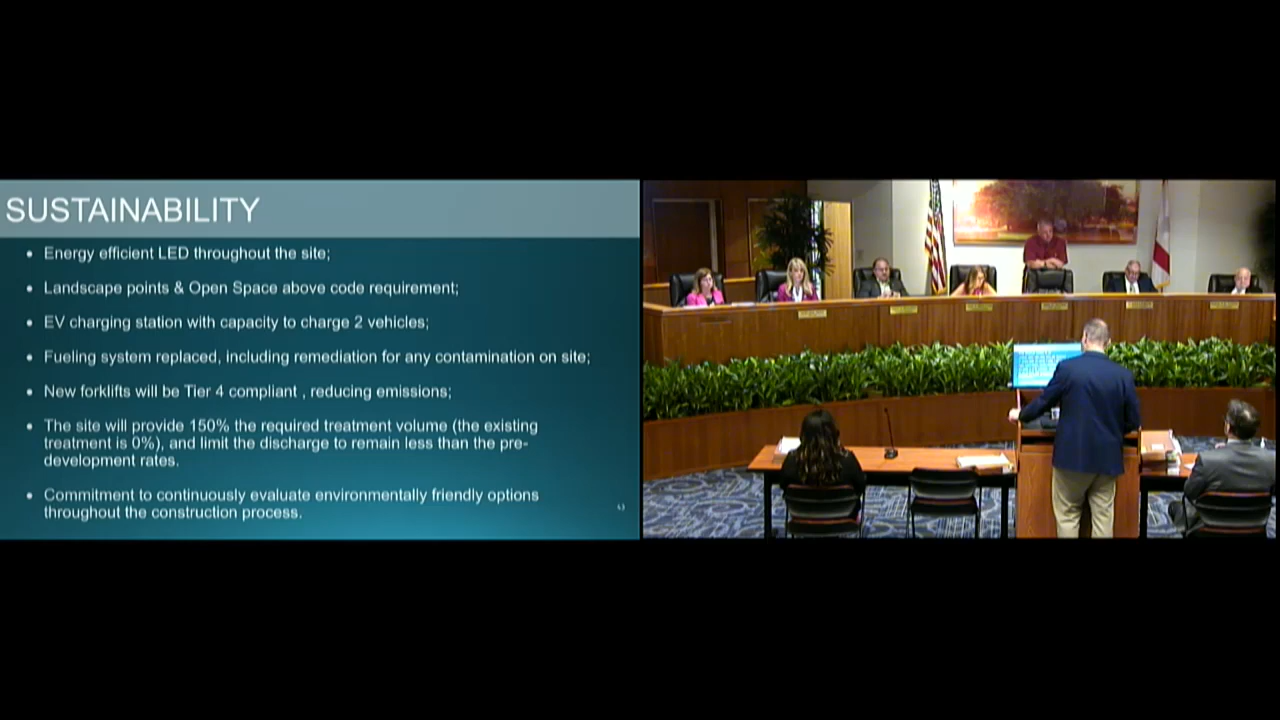 SUSTAINABILITY
• Energy efficient LED throughout the site;
• Landscape points & Open Space above code requirement;
• EV charging station with capacity to charge 2 vehicles;
• Fueling system replaced, including remediation for any contamination on site;
• New forklifts will be Tier 4 compliant , reducing emissions;
• The site will provide 150% the required treatment volume (the existing
treatment is 0%), and limit the discharge to remain less than the pre-
development rates.
• Commitment to continuously evaluate environmentally friendly options
throughout the construction process.